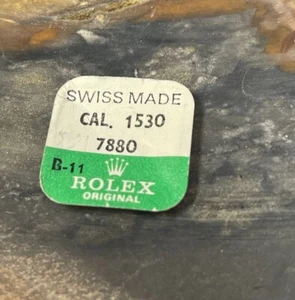 SWISS MADE
CAL. 1530
7880
B-11
ROLEX
ORIGINAL